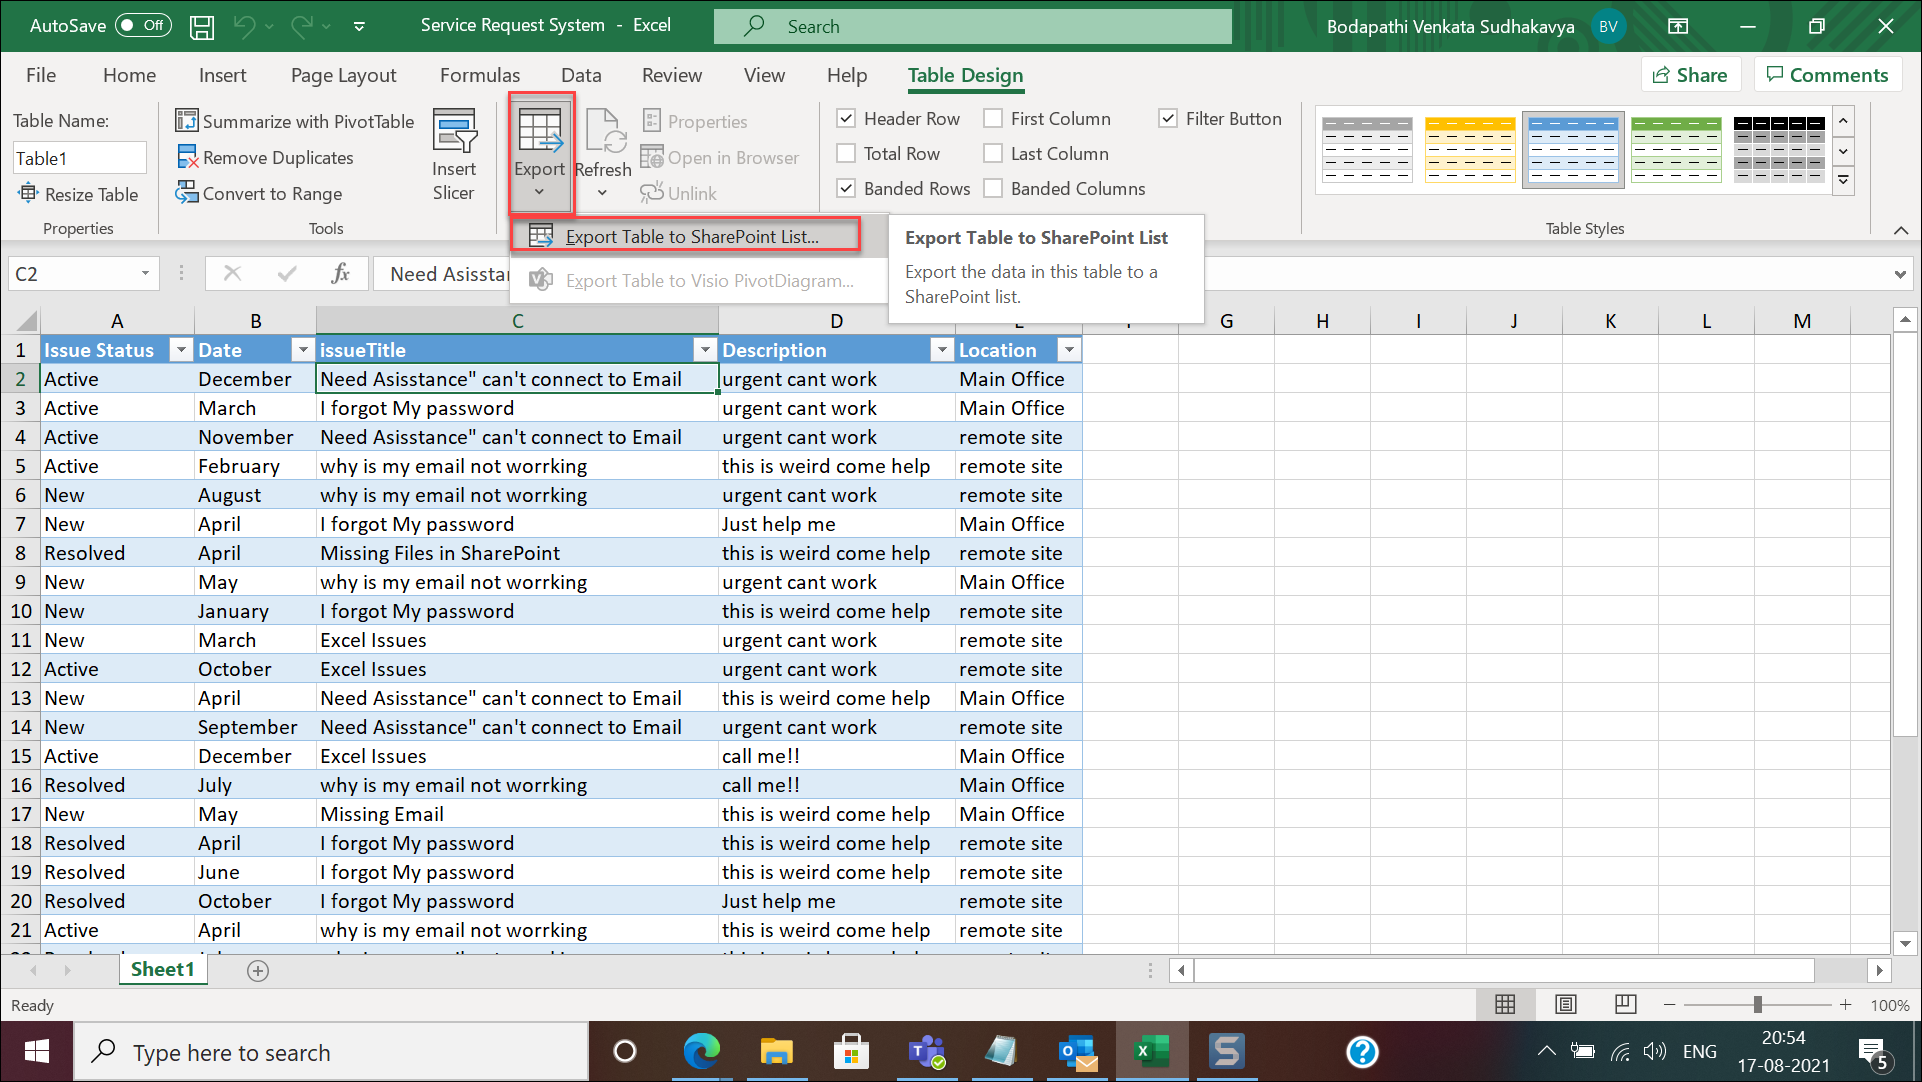 AutoSave Off Service Request System - Excel Search Bodapathi Venkata Sudhakavya BV
File Home Insert Page Layout Formulas Data Review View Help Table Design Share Comments
Table Name:
Table1
Resize Table
Properties
Summarize with PivotTable
Remove Duplicates
Convert to Range
Tools
Insert
Slicer
Export
Refresh
Properties
Open in Browser
Unlink
Header Row First Column Filter Button
Total Row Last Column
Banded Rows Banded Columns
Table Styles
Export Table to SharePoint List...
Export Table to Visio PivotDiagram...
Export Table to SharePoint List
Export the data in this table to a
SharePoint list.
C2 fx Need Asisstan
A B C D E F G H I J K L M
1 Issue Status Date issueTitle Description Location
2 Active December Need Asisstance" can't connect to Email urgent cant work Main Office
3 Active March I forgot My password urgent cant work Main Office
4 Active November Need Asisstance" can't connect to Email urgent cant work remote site
5 Active February why is my email not worrking this is weird come help remote site
6 New August why is my email not worrking urgent cant work remote site
7 New April I forgot My password Just help me Main Office
8 Resolved April Missing Files in SharePoint this is weird come help remote site
9 New May why is my email not worrking urgent cant work Main Office
10 New January I forgot My password this is weird come help remote site
11 New March Excel Issues urgent cant work remote site
12 Active October Excel Issues urgent cant work remote site
13 New April Need Asisstance" can't connect to Email this is weird come help Main Office
14 New September Need Asisstance" can't connect to Email urgent cant work remote site
15 Active December Excel Issues call me!! Main Office
16 Resolved July why is my email not worrking call me!! Main Office
17 New May Missing Email this is weird come help Main Office
18 Resolved April I forgot My password this is weird come help remote site
19 Resolved June I forgot My password this is weird come help remote site
20 Resolved October I forgot My password Just help me remote site
21 Active April why is my email not worrking this is weird come help remote site
Sheet1
Ready 100%
Type here to search
ENG
20:54
17-08-2021
5